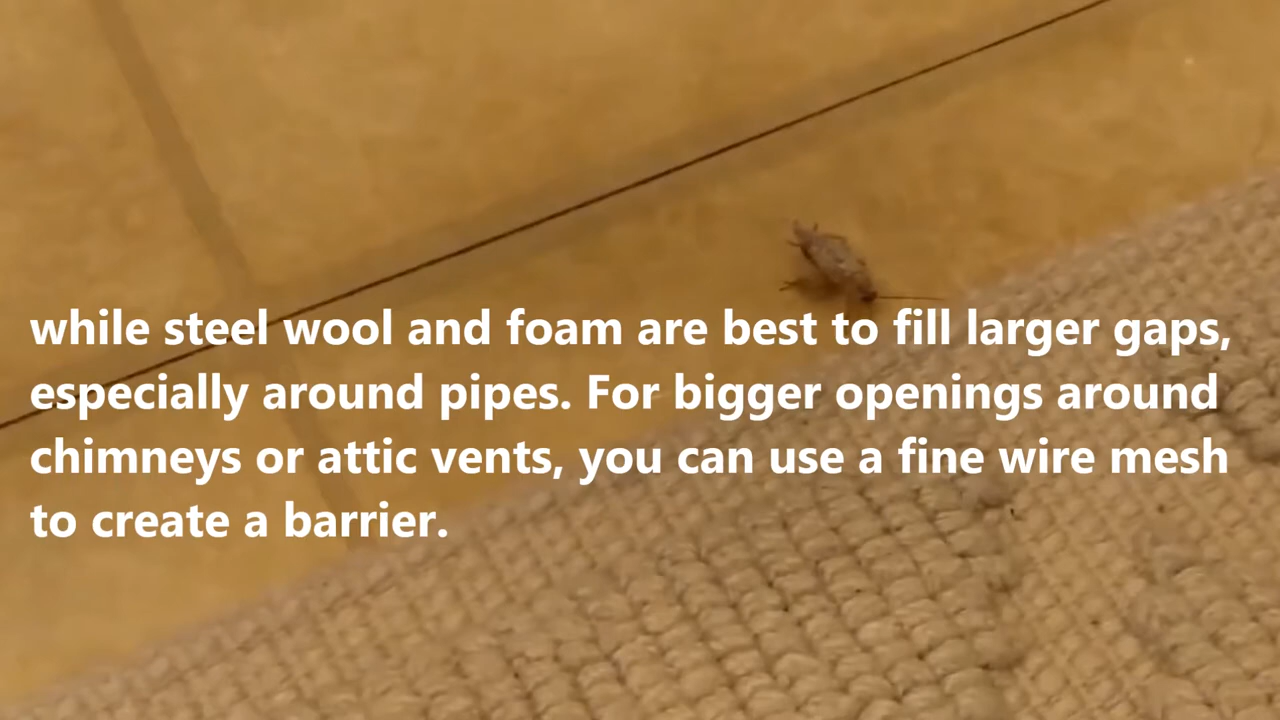 while steel wool and foam are best to fill larger gaps,
especially around pipes. For bigger openings around
chimneys or attic vents, you can use a fine wire mesh
to create a barrier.